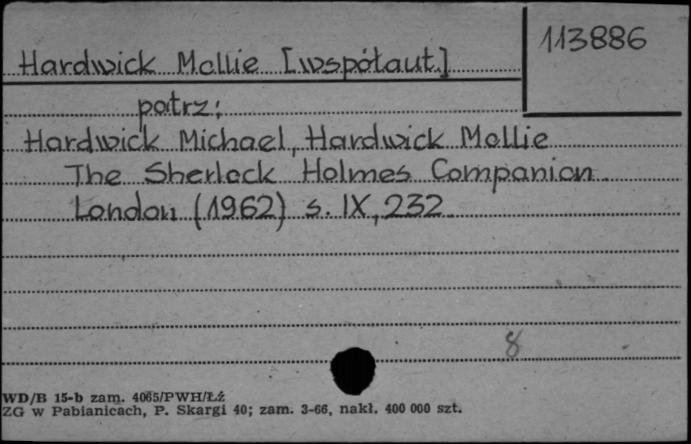 113886
Hardwick Mollie [współaut.]
patrz:
Hardwick Michael, Hardwick Mollie
The Sherlock Holmes Companion
London (1962) s. IX, 232
8
WD/B 15-b zam. 4065/PWH/Łź
ZG w Pabianicach, P. Skargi 40; zam. 3-66, nakł. 400 000 szt.